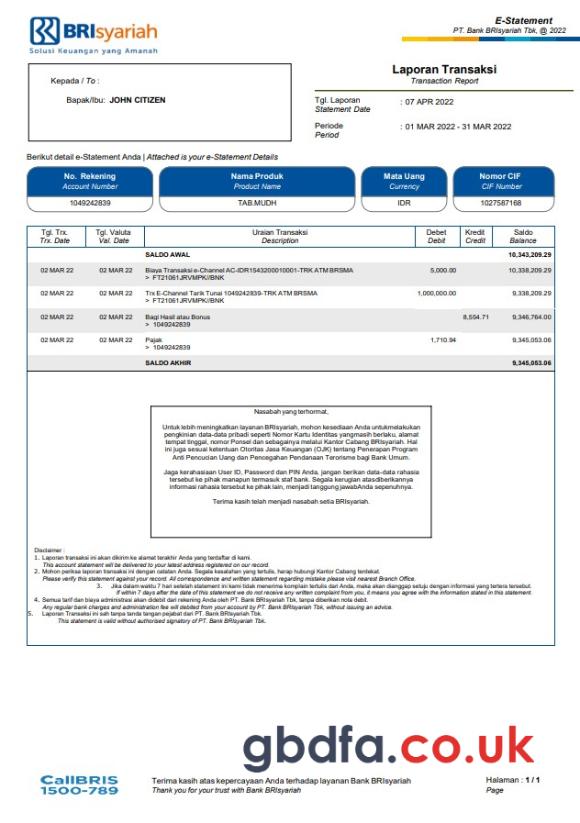 BRIsyariah
Solusi Keuangan yang Amanah
E-Statement
PT. Bank BRIsyariah Tbk, @ 2022
Kepada / To :
Bapak/Ibu: JOHN CITIZEN
Laporan Transaksi
Transaction Report
Tgl. Laporan : 07 APR 2022
Statement Date
Periode : 01 MAR 2022 - 31 MAR 2022
Period
Berikut detail e-Statement Anda | Attached is your e-Statement Details
No. Rekening Nama Produk Mata Uang Nomor CIF
Account Number Product Name Currency CIF Number
1049242839 TAB.MUDH IDR 1027587168
Tgl. Trx. Tgl. Valuta Uraian Transaksi Debet Kredit Saldo
Trx. Date Val. Date Description Debit Credit Balance
SALDO AWAL 10,343,209.29
02 MAR 22 02 MAR 22 Biaya Transaksi e-Channel AC-IDR1543200010001-TRK ATM BRSMA 5,000.00 10,338,209.29
> FT21061JRVMPK//BNK
02 MAR 22 02 MAR 22 Trx E-Channel Tarik Tunai 1049242839-TRK ATM BRSMA 1,000,000.00 9,338,209.29
> FT21061JRVMPK//BNK
02 MAR 22 02 MAR 22 Bagi Hasil atau Bonus 8,554.71 9,346,764.00
> 1049242839
02 MAR 22 02 MAR 22 Pajak 1,710.94 9,345,053.06
> 1049242839
SALDO AKHIR 9,345,053.06
Nasabah yang terhormat,
Untuk lebih meningkatkan layanan BRIsyariah, mohon kesediaan Anda untukmelakukan
pengkinian data-data pribadi seperti Nomor Kartu Identitas yangmasih berlaku, alamat
tempat tinggal, nomor Ponsel dan sebagainya melalui Kantor Cabang BRIsyariah. Hal
ini juga sesuai ketentuan Otoritas Jasa Keuangan (OJK) tentang Penerapan Program
Anti Pencucian Uang dan Pencegahan Pendanaan Terorisme bagi Bank Umum.
Jaga kerahasiaan User ID, Password dan PIN Anda, jangan berikan data-data rahasia
tersebut ke pihak manapun termasuk staf bank. Segala kerugian atasdiberikannya
informasi rahasia tersebut ke pihak lain, menjadi tanggung jawabAnda sepenuhnya.
Terima kasih telah menjadi nasabah setia BRIsyariah.
Disclaimer :
1. Laporan transaksi ini akan dikirim ke alamat terakhir Anda yang terdaftar di kami.
This account statement will be delivered to your latest address registered on our record.
2. Mohon periksa laporan transaksi ini dengan catatan Anda. Segala kesalahan yang tertulis, harap hubungi Kantor Cabang terdekat.
Please verify this statement against your record. All correspondence and written statement regarding mistake please visit nearest Branch Office.
3. Jika dalam waktu 7 hari setelah statement ini kami tidak menerima komplain tertulis dari Anda, maka akan dianggap setuju dengan informasi yang tertera tersebut.
If within 7 days after the date of this statement we do not receive any written complaint from you, it means you agree with the information stated in this statement.
4. Semua tarif dan biaya administrasi akan didebit dari rekening Anda oleh PT. Bank BRIsyariah Tbk, tanpa diberikan nota debit.
Any regular bank charges and administration fee will debited from your account by PT. Bank BRIsyariah Tbk, without issuing an advice.
5. Laporan Transaksi ini sah tanpa tanda tangan pejabat dari PT. Bank BRIsyariah Tbk.
This statement is valid without authorised signatory of PT. Bank BRIsyariah Tbk.
gbdfa.co.uk
CallBRIS
1500-789
Terima kasih atas kepercayaan Anda terhadap layanan Bank BRIsyariah
Thank you for your trust with Bank BRIsyariah
Halaman : 1 / 1
Page